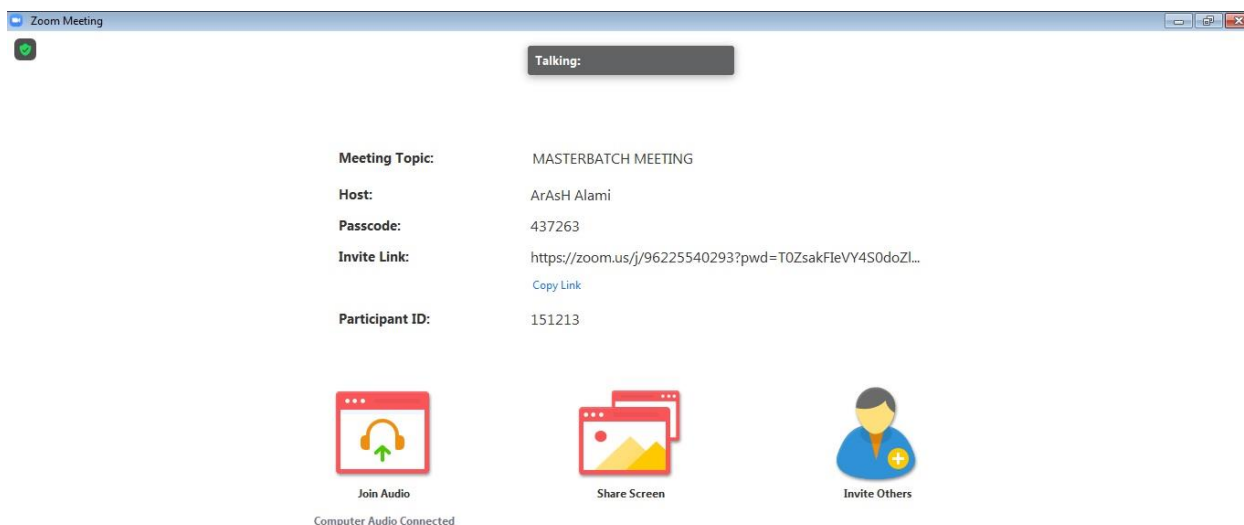 Zoom Meeting
Talking:
Meeting Topic: MASTERBATCH MEETING
Host: ArAsH Alami
Passcode: 437263
Invite Link: https://zoom.us/j/96225540293?pwd=T0ZsakFIeVY4S0doZl...
Copy Link
Participant ID: 151213
Join Audio Share Screen Invite Others
Computer Audio Connected